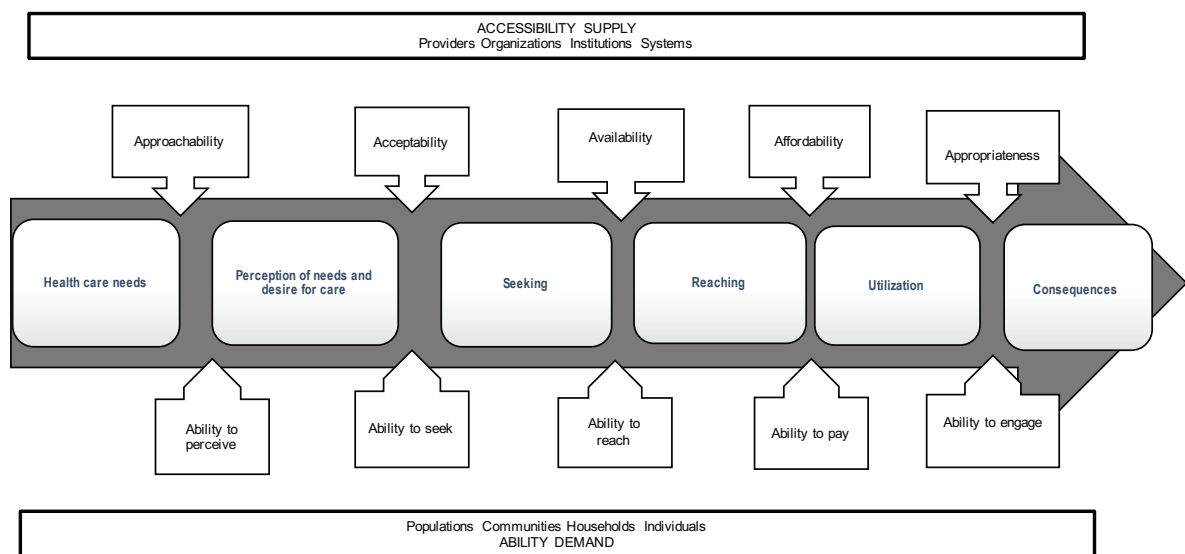 ACCESSIBILITY SUPPLY
Providers Organizations Institutions Systems
Approachability
Acceptability
Availability
Affordability
Appropriateness
Health care needs
Perception of needs and
desire for care
Seeking
Reaching
Utilization
Consequences
Ability to
perceive
Ability to seek
Ability to
reach
Ability to pay
Ability to engage
Populations Communities Households Individuals
ABILITY DEMAND